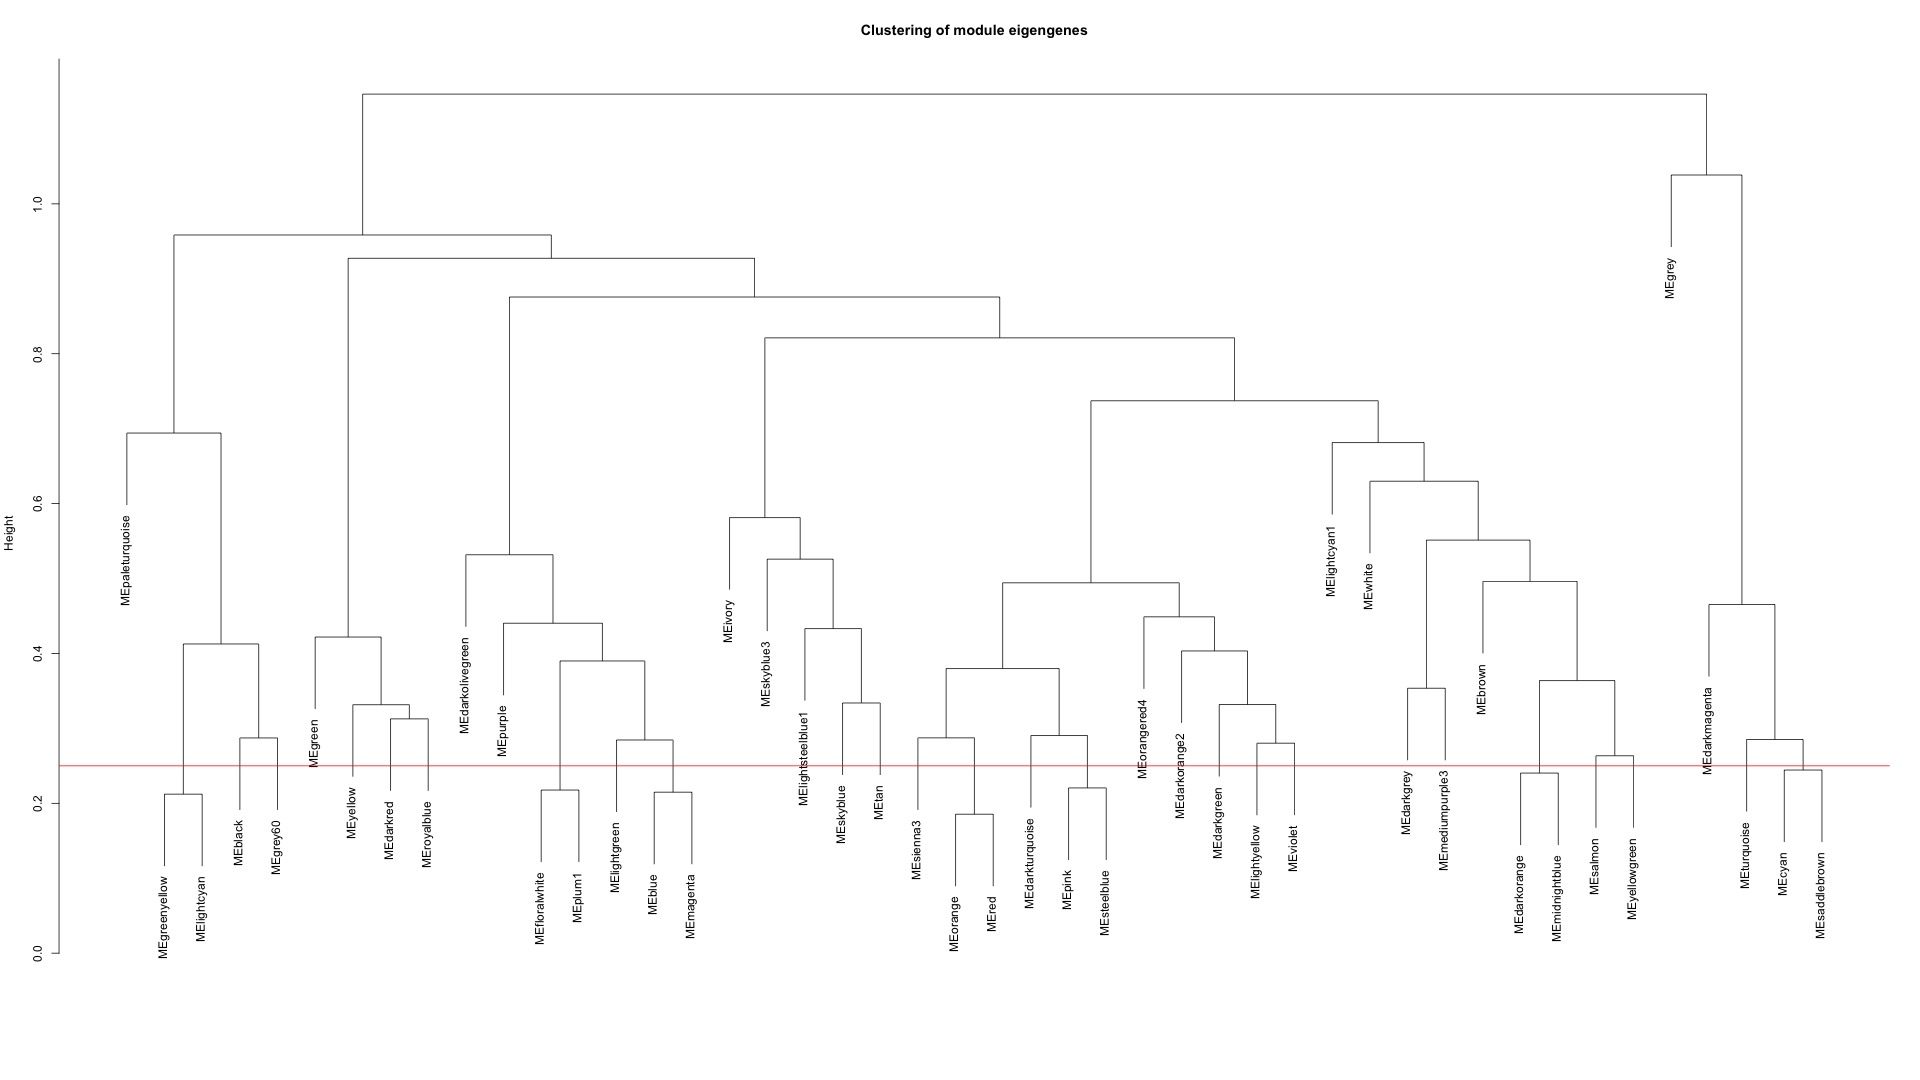 Clustering of module eigengenes
Height
0.0
0.2
0.4
0.6
0.8
1.0
MEpaleturquoise
MEgreenyellow
MElightcyan
MEblack
MEgrey60
MEgreen
MEyellow
MEdarkred
MEroyalblue
MEdarkolivegreen
MEpurple
MEfloralwhite
MEplum1
MElightgreen
MEblue
MEmagenta
MEivory
MEskyblue3
MElightsteelblue1
MEskyblue
MEtan
MEsienna3
MEorange
MEred
MEdarkturquoise
MEpink
MEsteelblue
MEorangered4
MEdarkorange2
MEdarkgreen
MElightyellow
MEviolet
MElightcyan1
MEwhite
MEdarkgrey
MEmediumpurple3
MEbrown
MEdarkorange
MEmidnightblue
MEsalmon
MEyellowgreen
MEgrey
MEdarkmagenta
MEturquoise
MEcyan
MEsaddlebrown